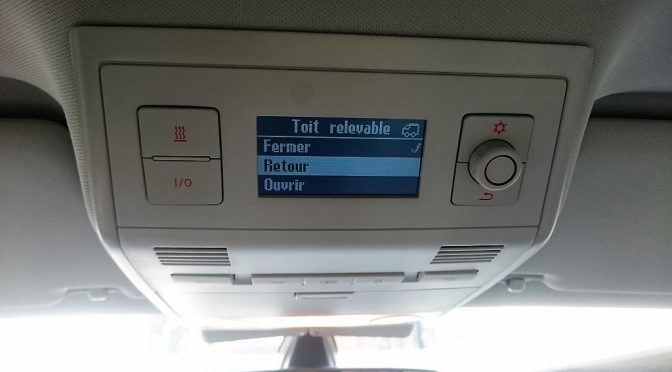 Toit relevable
Fermer
Retour
Ouvrir
I/O